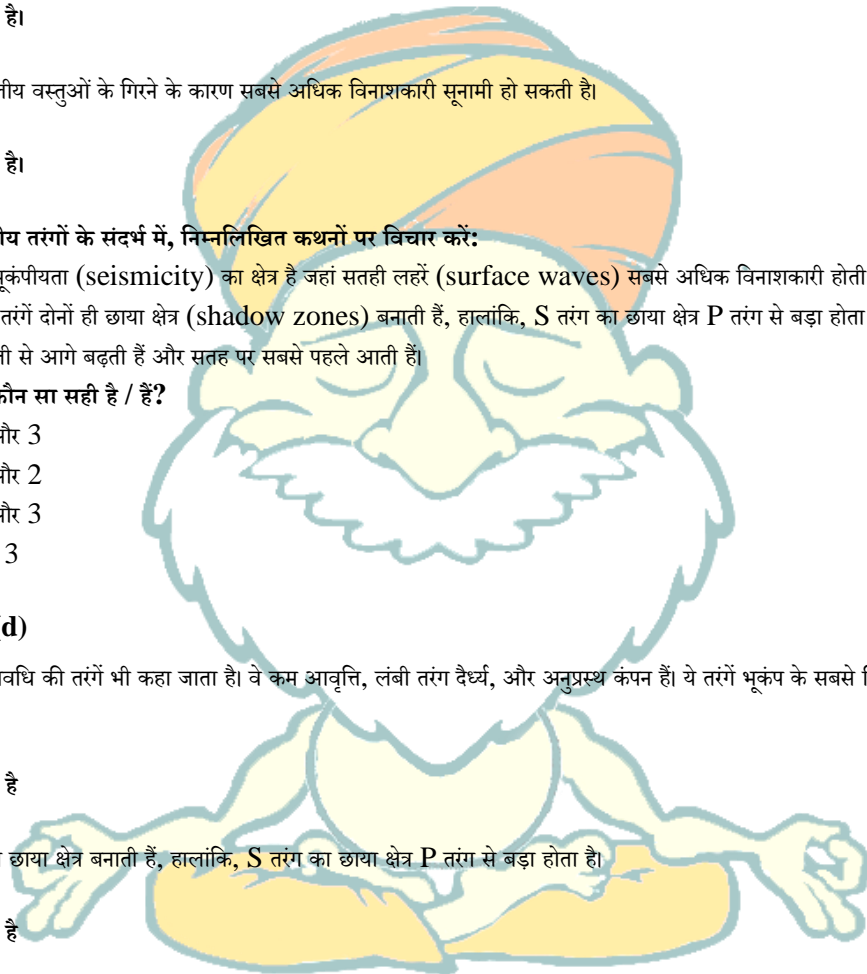 है।
तीय वस्तुओं के गिरने के कारण सबसे अधिक विनाशकारी सूनामी हो सकती है।
है।
ीय तरंगों के संदर्भ में, निम्नलिखित कथनों पर विचार करें:
भूकंपीयता (seismicity) का क्षेत्र है जहां सतही लहरें (surface waves) सबसे अधिक विनाशकारी होती
तरंगें दोनों ही छाया क्षेत्र (shadow zones) बनाती हैं, हालांकि, S तरंग का छाया क्षेत्र P तरंग से बड़ा होता
ी से आगे बढ़ती हैं और सतह पर सबसे पहले आती हैं।
कौन सा सही है / हैं?
और 3
और 2
और 3
3
d)
वधि की तरंगें भी कहा जाता है। वे कम आवृत्ति, लंबी तरंग दैर्ध्य, और अनुप्रस्थ कंपन हैं। ये तरंगें भूकंप के सबसे
है
छाया क्षेत्र बनाती हैं, हालांकि, S तरंग का छाया क्षेत्र P तरंग से बड़ा होता है।
है